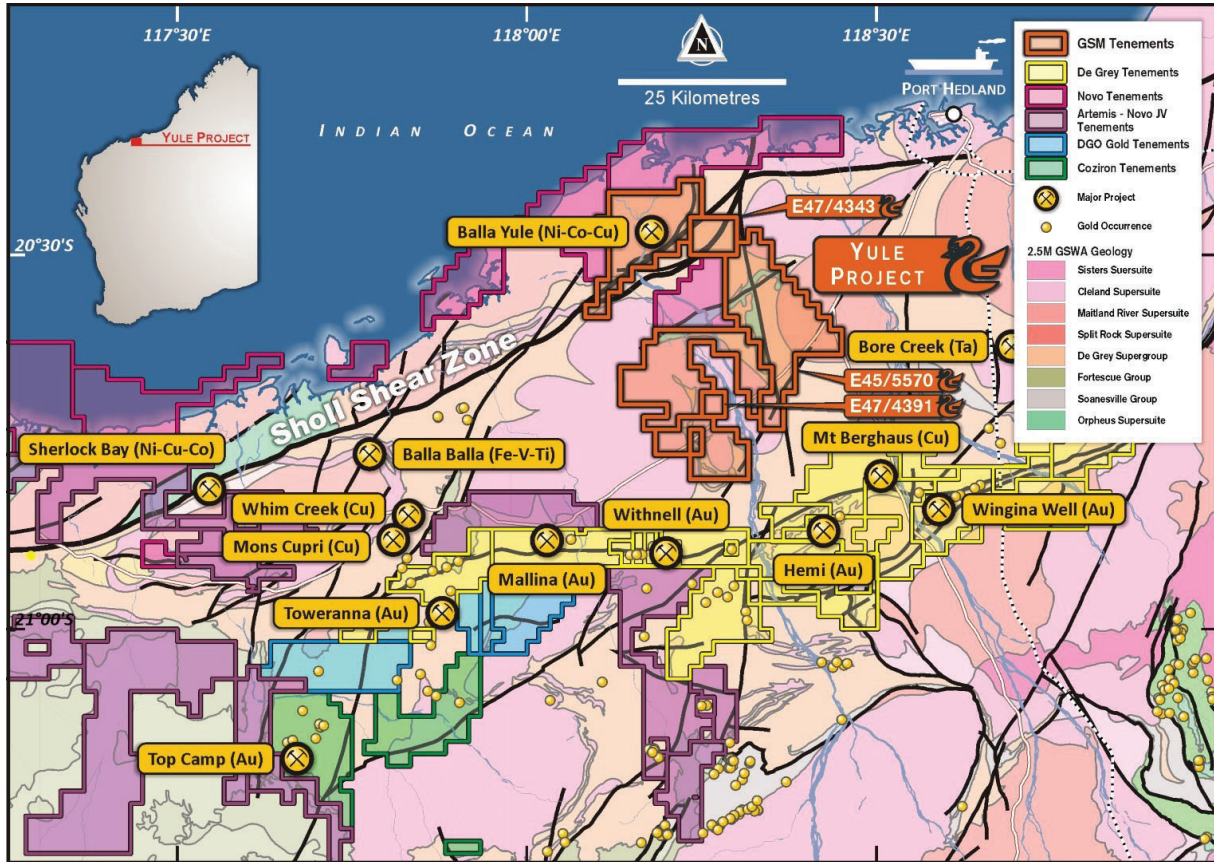 117°30'E
118°00'E
118°30'E
N
25 Kilometres
PORT HEDLAND
INDIAN OCEAN
YULE PROJECT
20°30'S
21°00'S
GSM Tenements
De Grey Tenements
Novo Tenements
Artemis - Novo JV
Tenements
DGO Gold Tenements
Coziron Tenements
Major Project
Gold Occurrence
2.5M GSWA Geology
Sisters Suersuite
Cleland Supersuite
Maitland River Supersuite
Split Rock Supersuite
De Grey Supergroup
Fortescue Group
Soanesville Group
Orpheus Supersuite
E47/4343
Balla Yule (Ni-Co-Cu)
YULE
PROJECT
Bore Creek (Ta)
Sholl Shear Zone
E45/5570
E47/4391
Mt Berghaus (Cu)
Sherlock Bay (Ni-Cu-Co)
Balla Balla (Fe-V-Ti)
Whim Creek (Cu)
Withnell (Au)
Wingina Well (Au)
Mons Cupri (Cu)
Mallina (Au)
Hemi (Au)
Toweranna (Au)
Top Camp (Au)